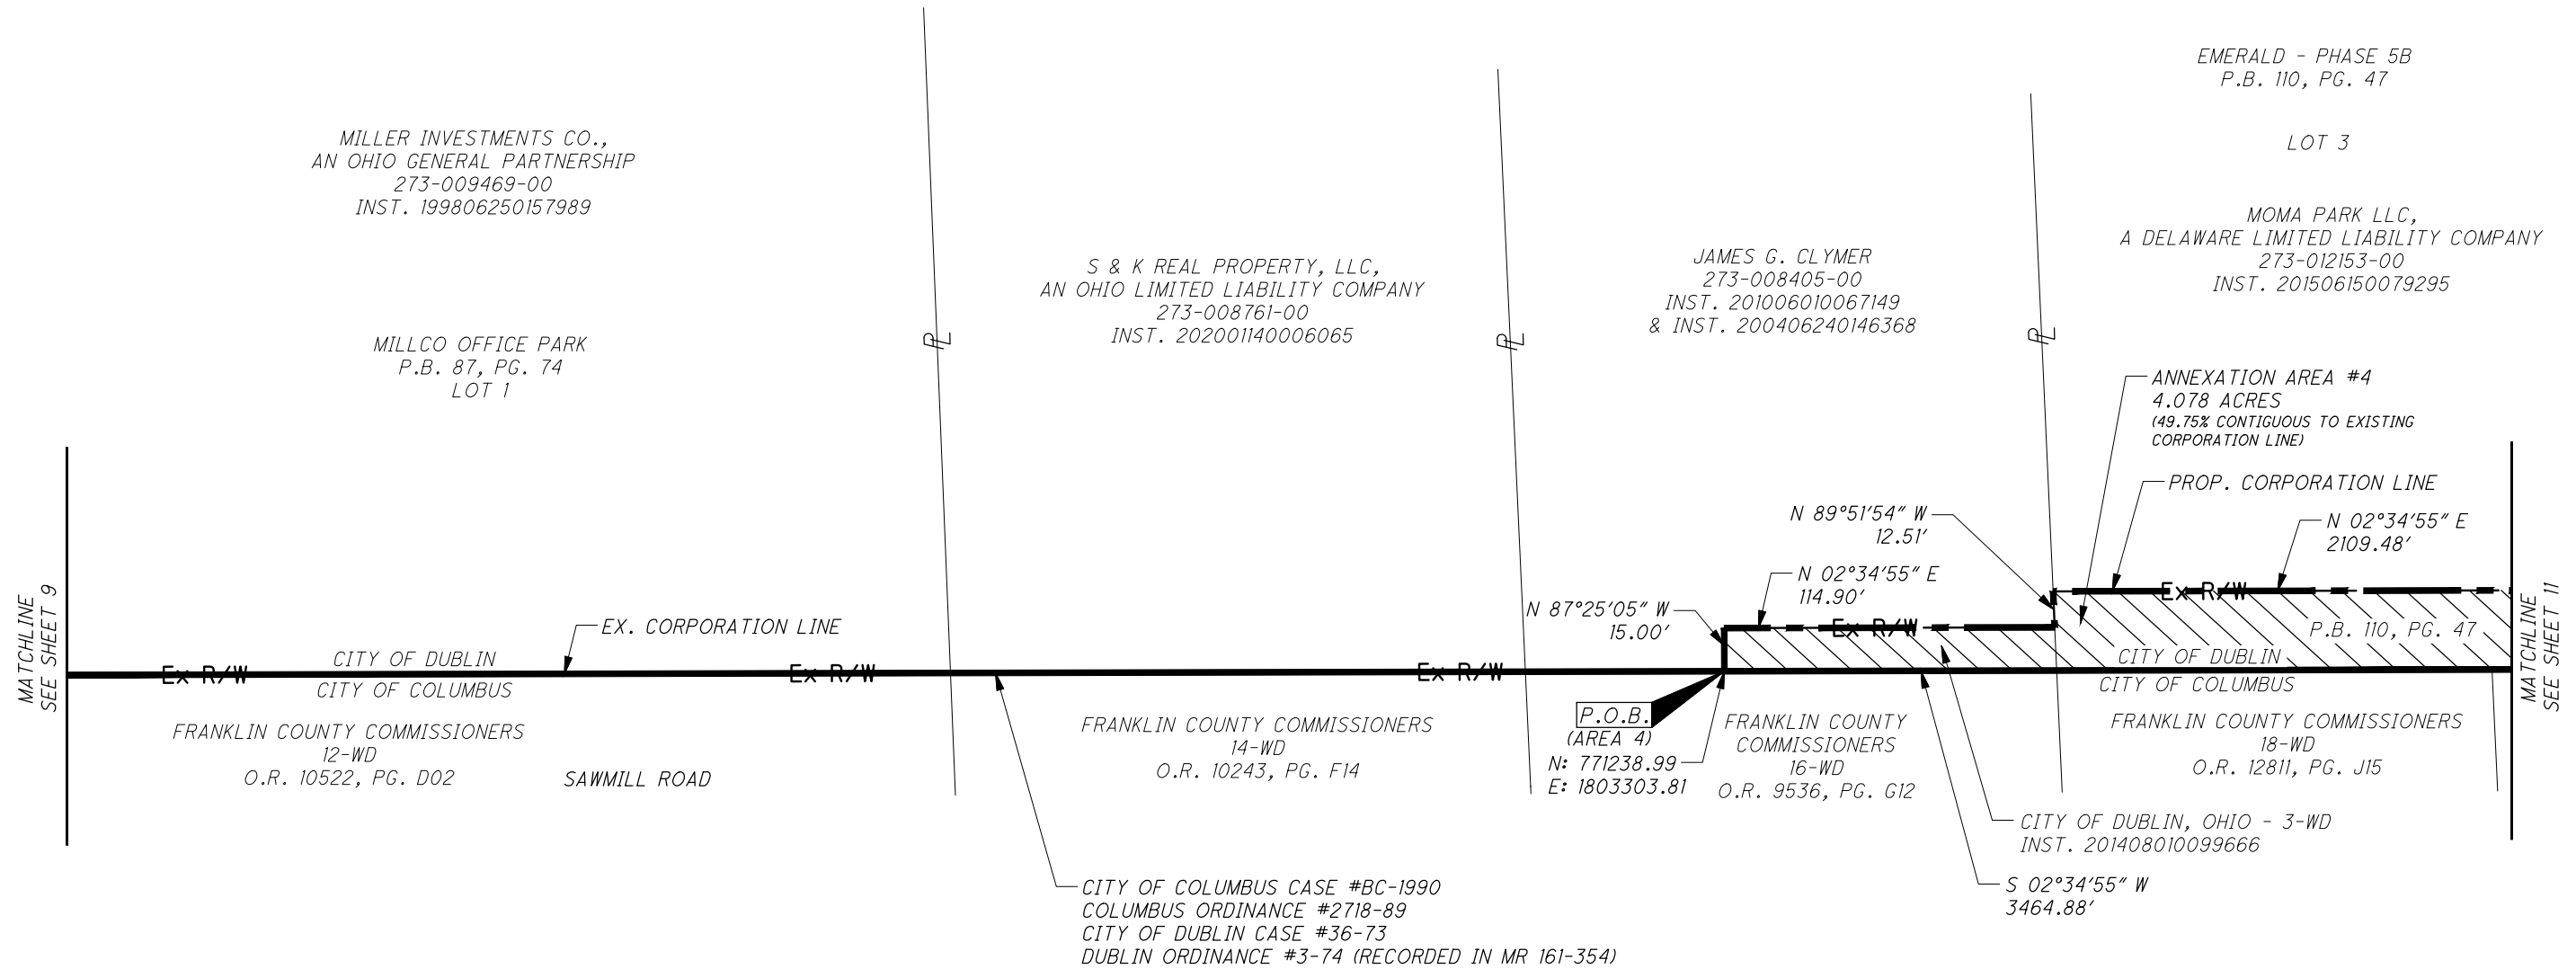 EMERALD - PHASE 5B
P.B. 110, PG. 47
LOT 3
MILLER INVESTMENTS CO.,
AN OHIO GENERAL PARTNERSHIP
273-009469-00
INST. 199806250157989
MOMA PARK LLC,
A DELAWARE LIMITED LIABILITY COMPANY
273-012153-00
INST. 201506150079295
JAMES G. CLYMER
273-008405-00
INST. 201006010067149
& INST. 200406240146368
S & K REAL PROPERTY, LLC,
AN OHIO LIMITED LIABILITY COMPANY
273-008761-00
INST. 202001140006065
MILLCO OFFICE PARK
P.B. 87, PG. 74
LOT 1
PL
PL
PL
ANNEXATION AREA #4
4.078 ACRES
(49.75% CONTIGUOUS TO EXISTING
CORPORATION LINE)
PROP. CORPORATION LINE
N 02°34'55" E
2109.48'
N 89°51'54" W
12.51'
N 02°34'55" E
114.90'
N 87°25'05" W
15.00'
MATCHLINE
SEE SHEET 9
EX. CORPORATION LINE
CITY OF DUBLIN
CITY OF COLUMBUS
Ex R/W
Ex R/W
Ex R/W
Ex R/W
Ex R/W
P.B. 110, PG. 47
CITY OF DUBLIN
CITY OF COLUMBUS
MATCHLINE
SEE SHEET 11
FRANKLIN COUNTY COMMISSIONERS
12-WD
O.R. 10522, PG. D02
SAWMILL ROAD
FRANKLIN COUNTY COMMISSIONERS
14-WD
O.R. 10243, PG. F14
P.O.B.
(AREA 4)
N: 771238.99
E: 1803303.81
FRANKLIN COUNTY
COMMISSIONERS
16-WD
O.R. 9536, PG. G12
FRANKLIN COUNTY COMMISSIONERS
18-WD
O.R. 12811, PG. J15
CITY OF DUBLIN, OHIO - 3-WD
INST. 201408010099666
S 02°34'55" W
3464.88'
CITY OF COLUMBUS CASE #BC-1990
COLUMBUS ORDINANCE #2718-89
CITY OF DUBLIN CASE #36-73
DUBLIN ORDINANCE #3-74 (RECORDED IN MR 161-354)